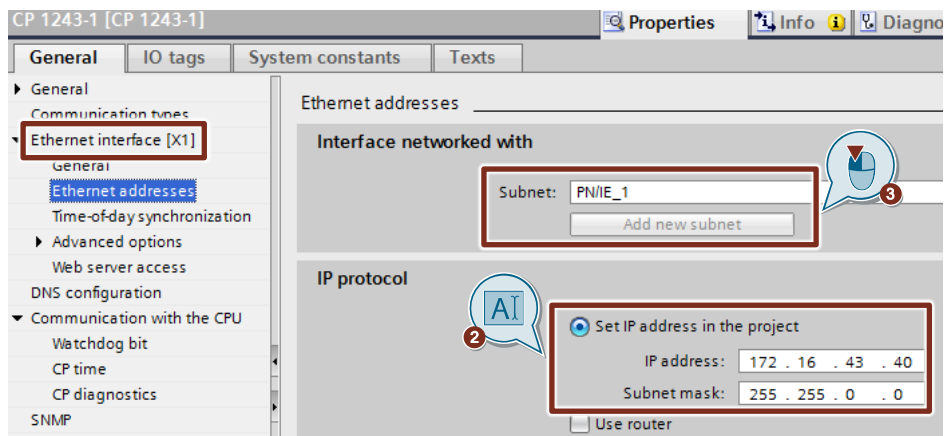 CP 1243-1 [CP 1243-1]
Properties Info Diagno
General IO tags System constants Texts
General
Communication types
Ethernet interface [X1]
General
Ethernet addresses
Time-of-day synchronization
Advanced options
Web server access
DNS configuration
Communication with the CPU
Watchdog bit
CP time
CP diagnostics
SNMP
Ethernet addresses
Interface networked with
Subnet: PN/IE_1
Add new subnet
3
IP protocol
A
2
Set IP address in the project
IP address: 172 . 16 . 43 . 40
Subnet mask: 255 . 255 . 0 . 0
Use router